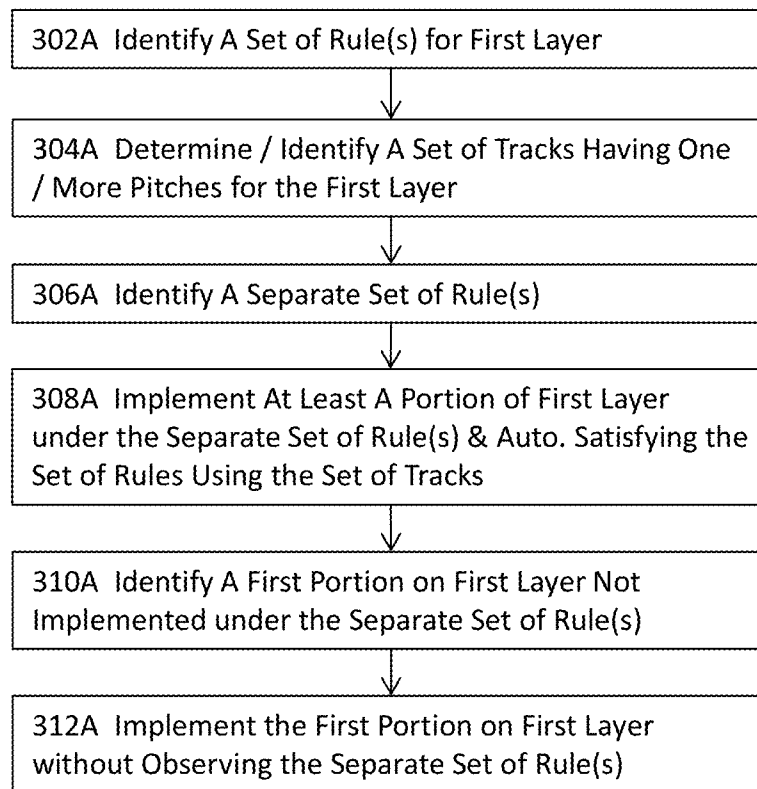 302A Identify A Set of Rule(s) for First Layer
304A Determine / Identify A Set of Tracks Having One
/ More Pitches for the First Layer
306A Identify A Separate Set of Rule(s)
308A Implement At Least A Portion of First Layer
under the Separate Set of Rule(s) & Auto. Satisfying the
Set of Rules Using the Set of Tracks
310A Identify A First Portion on First Layer Not
Implemented under the Separate Set of Rule(s)
312A Implement the First Portion on First Layer
without Observing the Separate Set of Rule(s)